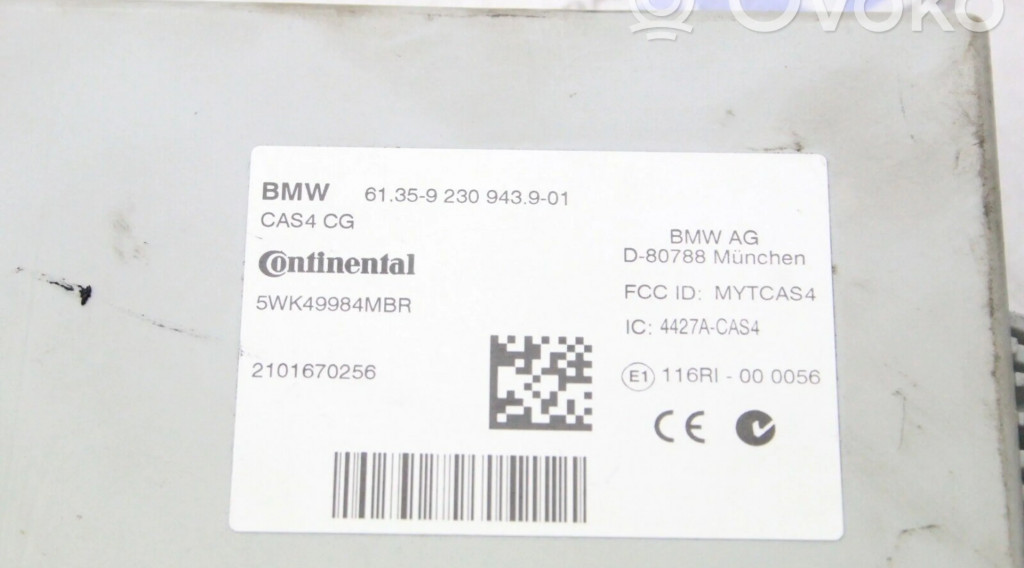 OVOKO
BMW 61.35-9 230 943.9-01
CAS4 CG
Continental
5WK49984MBR
2101670256
BMW AG
D-80788 München
FCC ID: MYTCAS4
IC: 4427A-CAS4
E1 116RI - 00 0056
CE